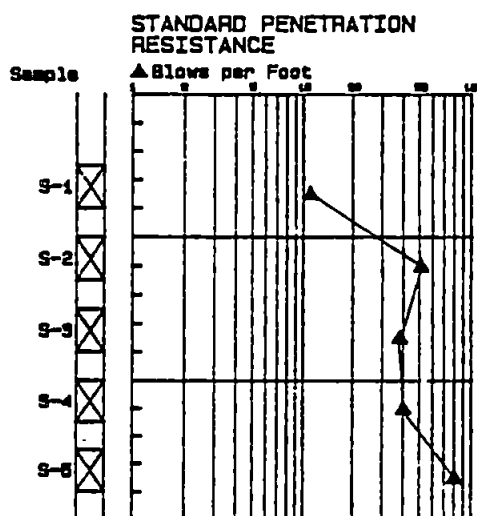 STANDARD PENETRATION
RESISTANCE
Sample
▲Blows per Foot
S-1
S-2
S-3
S-4
S-5